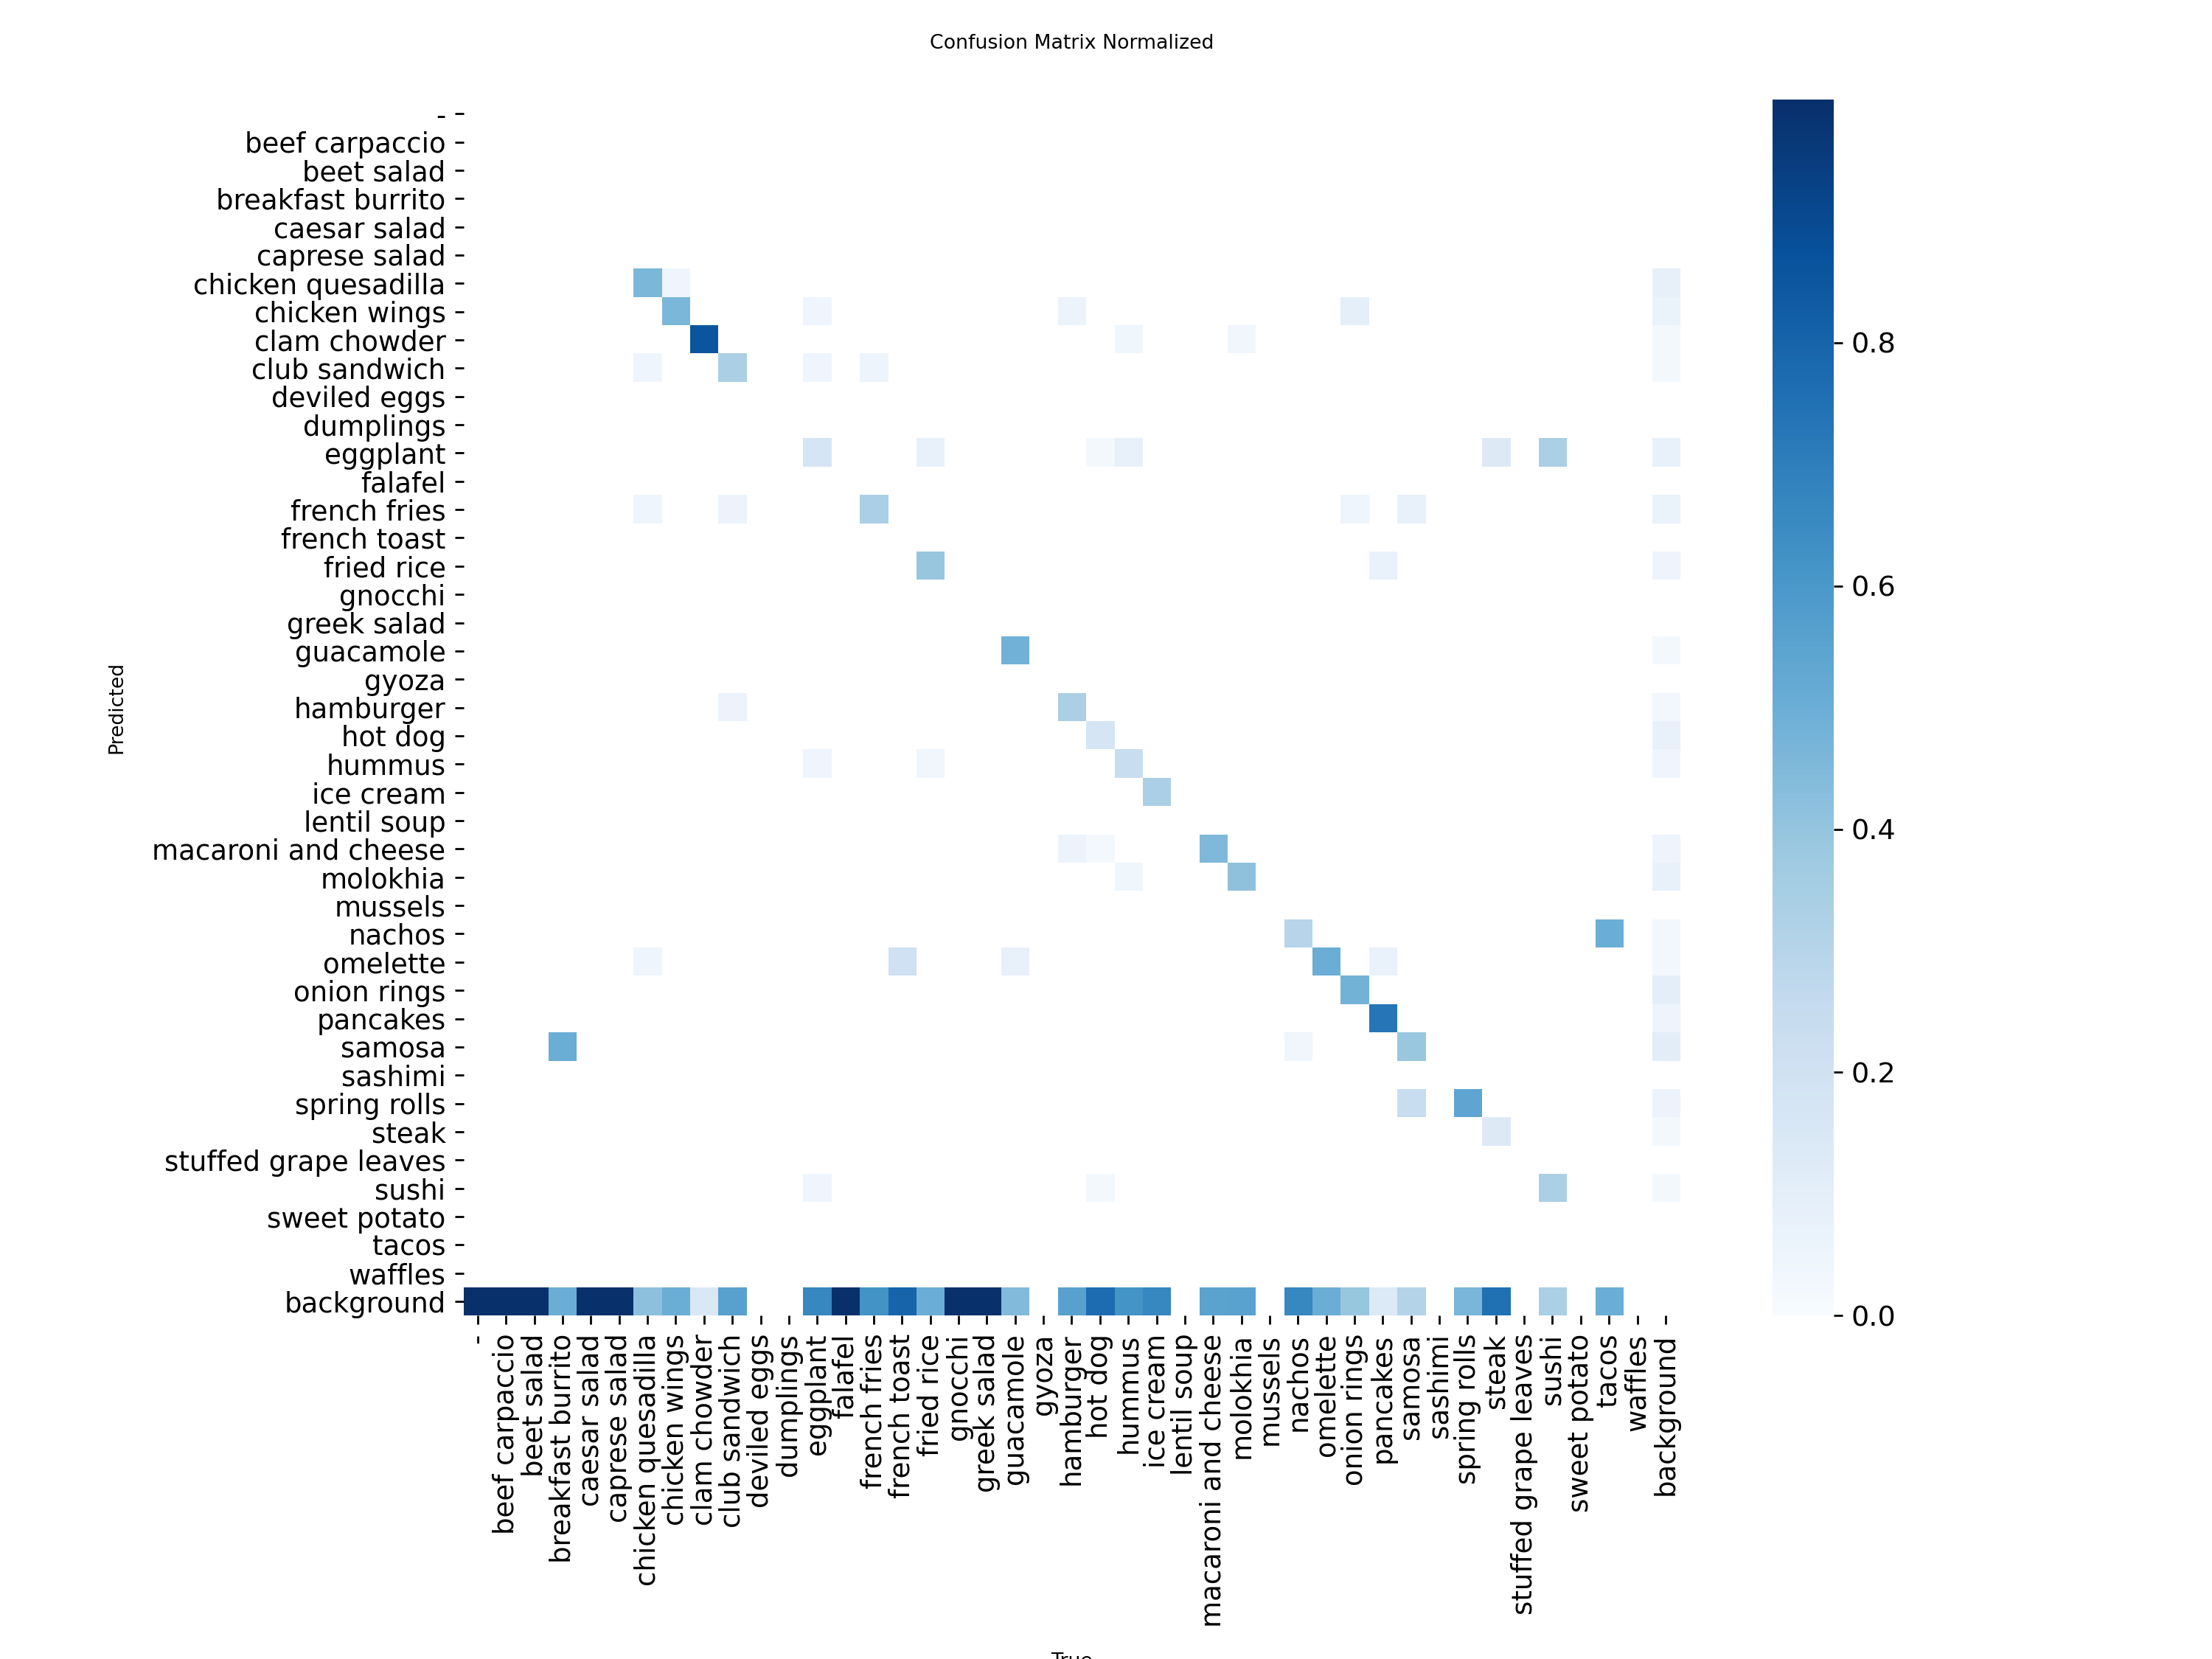 Confusion Matrix Normalized
-
beef carpaccio
beet salad
breakfast burrito
caesar salad
caprese salad
chicken quesadilla
chicken wings
clam chowder
club sandwich
deviled eggs
dumplings
eggplant
falafel
french fries
french toast
fried rice
gnocchi
greek salad
guacamole
gyoza
hamburger
hot dog
hummus
ice cream
lentil soup
macaroni and cheese
molokhia
mussels
nachos
omelette
onion rings
pancakes
samosa
sashimi
spring rolls
steak
stuffed grape leaves
sushi
sweet potato
tacos
waffles
background
Predicted
-
beef carpaccio
beet salad
breakfast burrito
caesar salad
caprese salad
chicken quesadilla
chicken wings
clam chowder
club sandwich
deviled eggs
dumplings
eggplant
falafel
french fries
french toast
fried rice
gnocchi
greek salad
guacamole
gyoza
hamburger
hot dog
hummus
ice cream
lentil soup
macaroni and cheese
molokhia
mussels
nachos
omelette
onion rings
pancakes
samosa
sashimi
spring rolls
steak
stuffed grape leaves
sushi
sweet potato
tacos
waffles
background
True
0.8
0.6
0.4
0.2
0.0